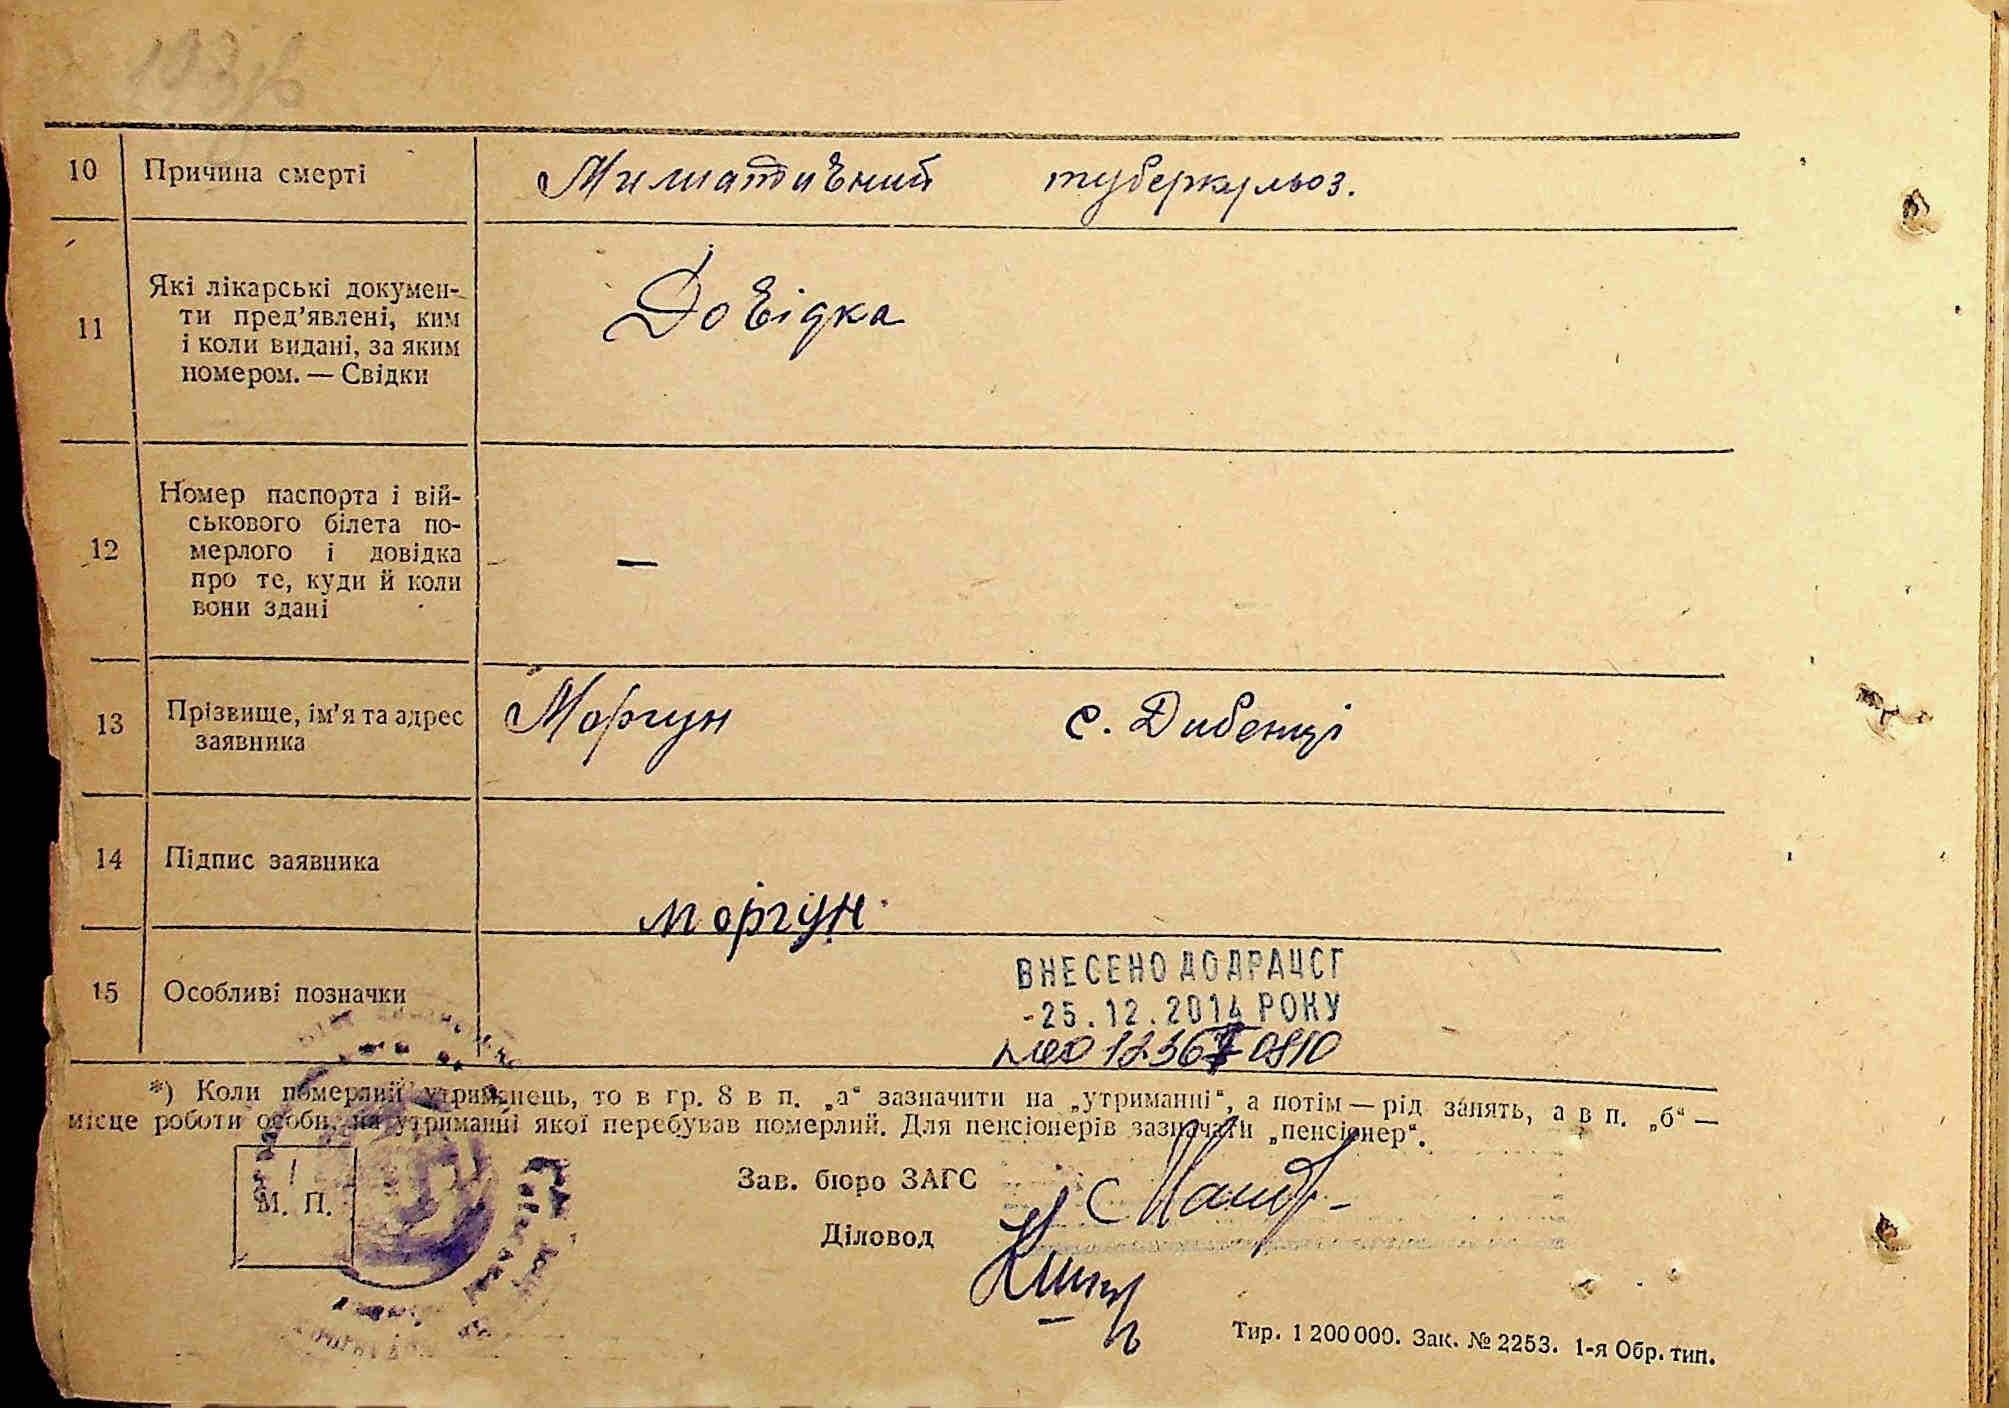 10 Причина смерті Милиативний туберкульоз.
11 Які лікарські докумен-
ти пред'явлені, ким
і коли видані, за яким
номером. — Свідки
Довідка
12 Номер паспорта і вій-
ськового білета по-
мерлого і довідка
про те, куди й коли
вони здані
—
13 Прізвище, ім'я та адрес
заявника
Моргун с. Дибенці
14 Підпис заявника
моргун
15 Особливі позначки
ВНЕСЕНО ДО ДРАЦСГ
-25.12.2014 РОКУ
0810
*) Коли померлий утриманець, то в гр. 8 в п. „а“ зазначити на „утриманні“, а потім — рід занять, а в п. „б“ —
місце роботи особи, на утриманні якої перебував померлий. Для пенсіонерів зазначати „пенсіонер“.
М. П.
Зав. бюро ЗАГС
Діловод
Тир. 1 200 000. Зак. № 2253. 1-я Обр. тип.